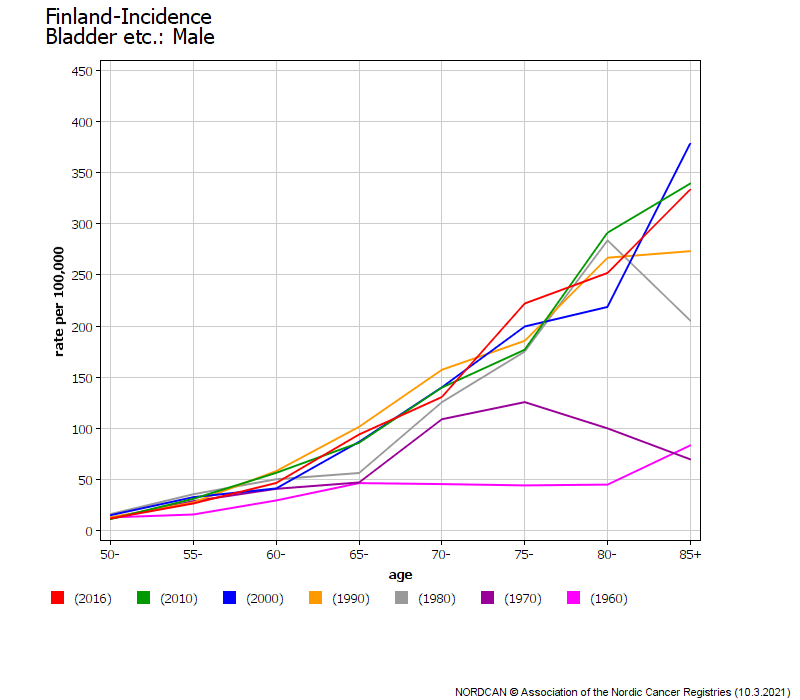 Finland-Incidence
Bladder etc.: Male
450
400
350
300
250
200
150
100
50
0
rate per 100,000
50- 55- 60- 65- 70- 75- 80- 85+
age
(2016) (2010) (2000) (1990) (1980) (1970) (1960)
NORDCAN © Association of the Nordic Cancer Registries (10.3.2021)